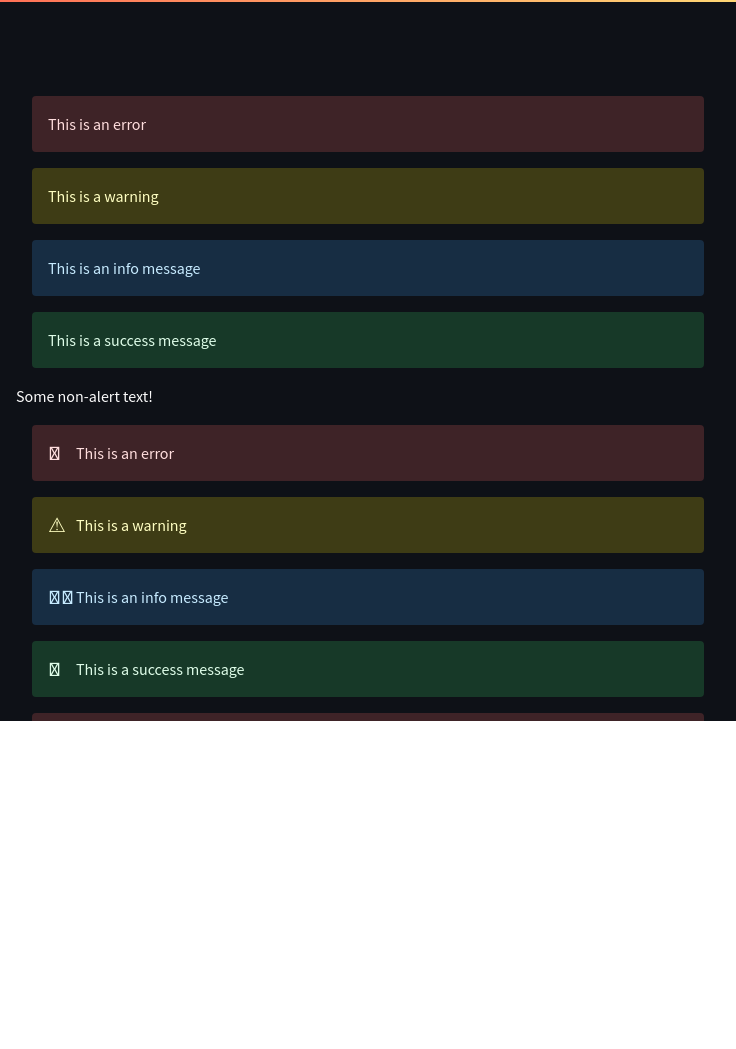 This is an error
This is a warning
This is an info message
This is a success message
Some non-alert text!
This is an error
⚠ This is a warning
This is an info message
This is a success message